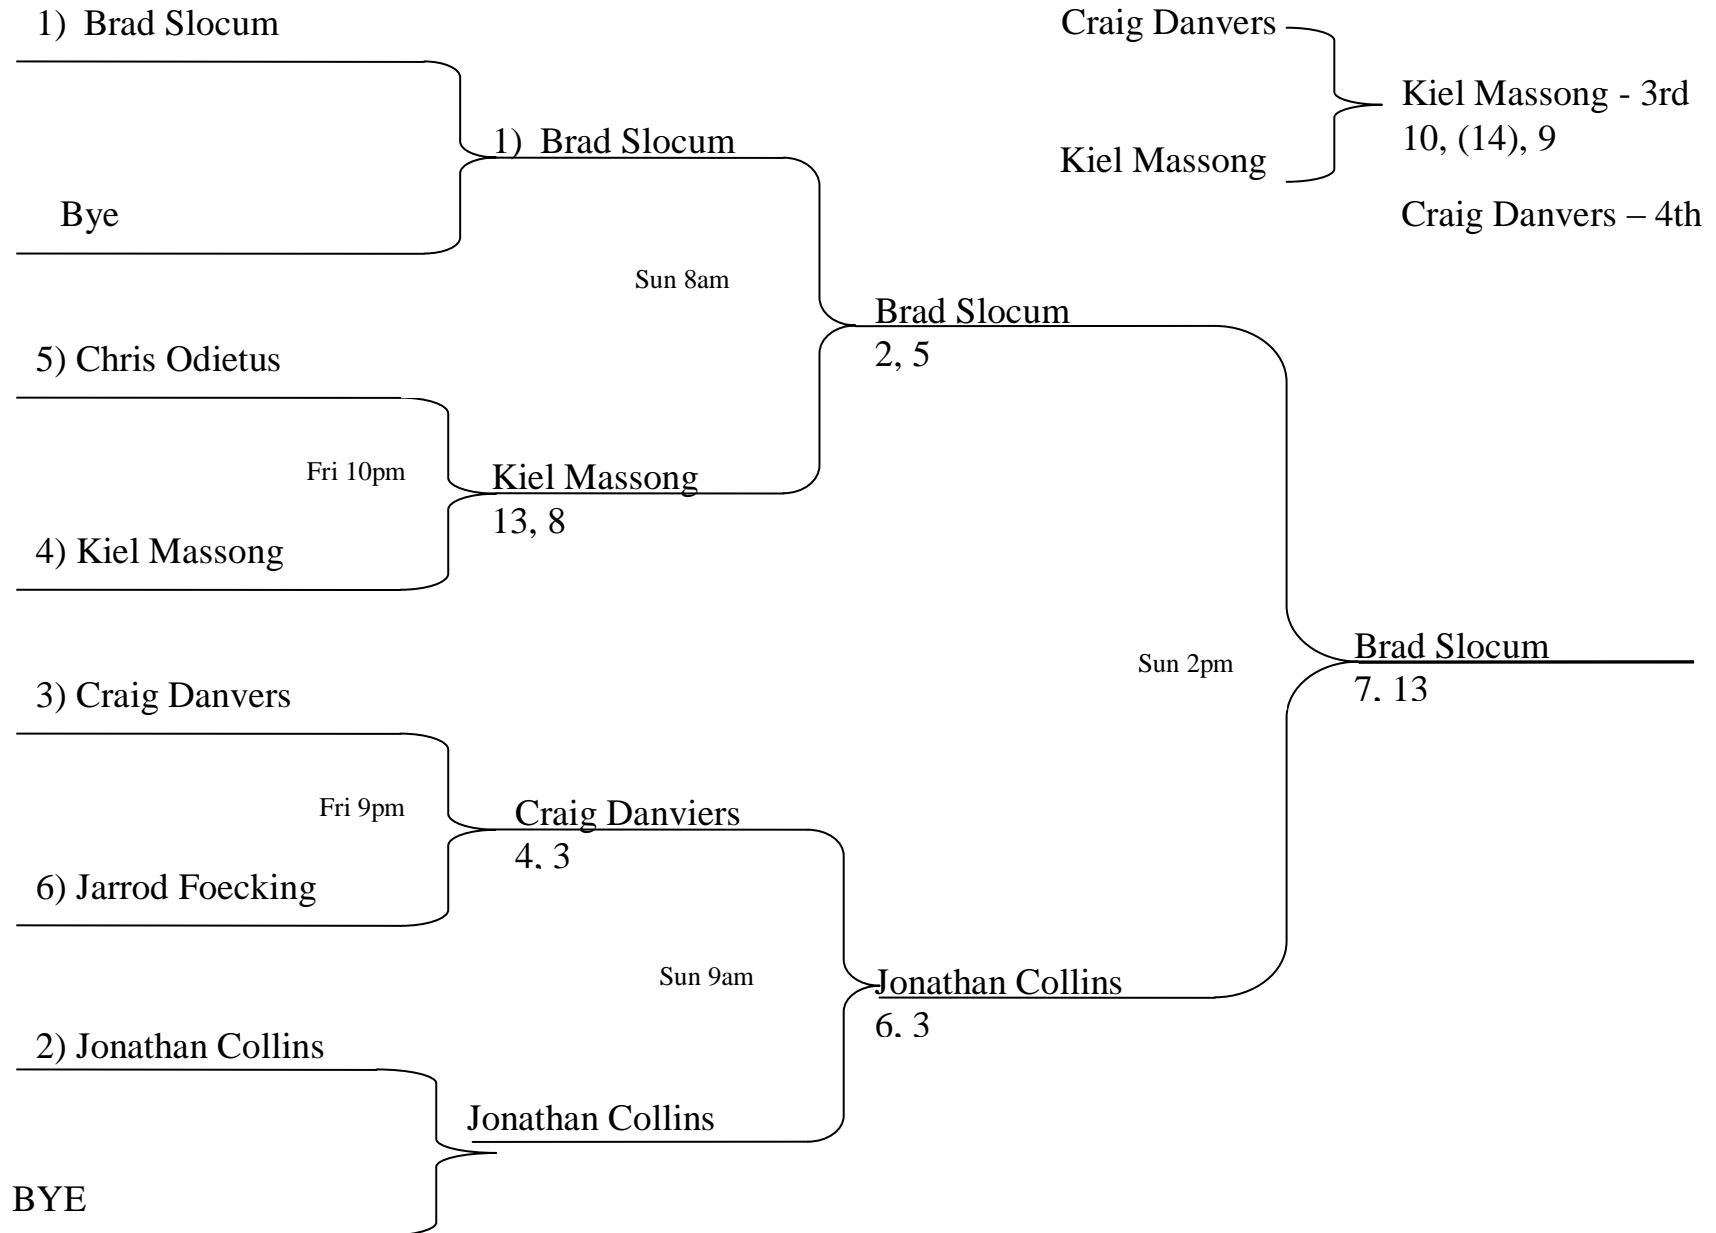 1) Brad Slocum
Bye
5) Chris Odietus
Fri 10pm
4) Kiel Massong
3) Craig Danvers
Fri 9pm
6) Jarrod Foecking
2) Jonathan Collins
BYE
1) Brad Slocum
Sun 8am
Kiel Massong
13, 8
Craig Danviers
4, 3
Sun 9am
Jonathan Collins
Brad Slocum
2, 5
Jonathan Collins
6, 3
Sun 2pm
Brad Slocum
7, 13
Craig Danvers
Kiel Massong
Kiel Massong - 3rd
10, (14), 9
Craig Danvers – 4th